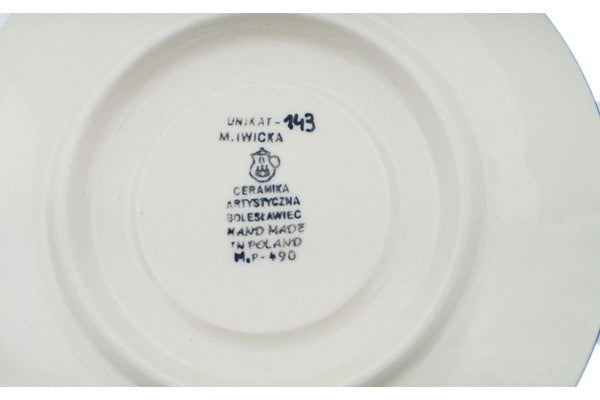 UNIKAT-143
M.IWICKA
CERAMIKA
ARTYSTYCZNA
BOLESŁAWIEC
HAND MADE
IN POLAND
M.P-490